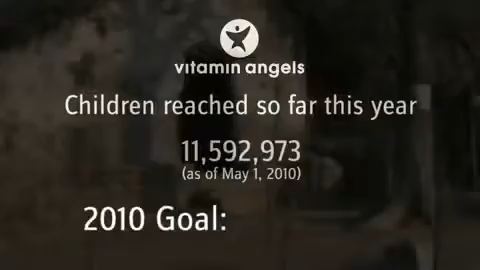 vitamin angels
Children reached so far this year
11,592,973
(as of May 1, 2010)
2010 Goal: